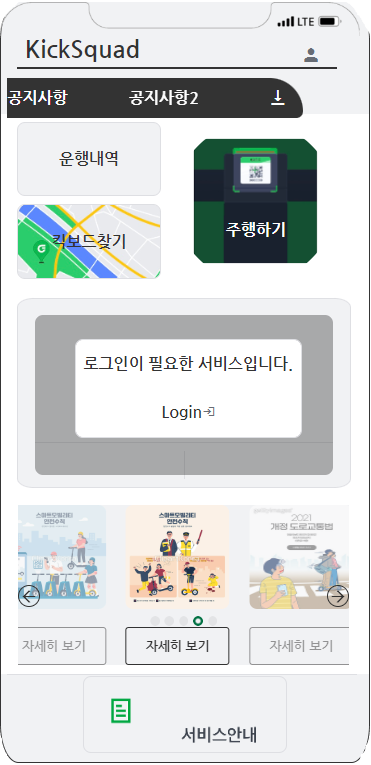 LTE
KickSquad
공지사항 공지사항2
운행내역
주행하기
킥보드찾기
로그인이 필요한 서비스입니다.
Login
스마트모빌리티
안전수칙
스마트모빌리티
안전수칙
2021
개정 도로교통법
자세히 보기
자세히 보기
자세히 보기
서비스안내